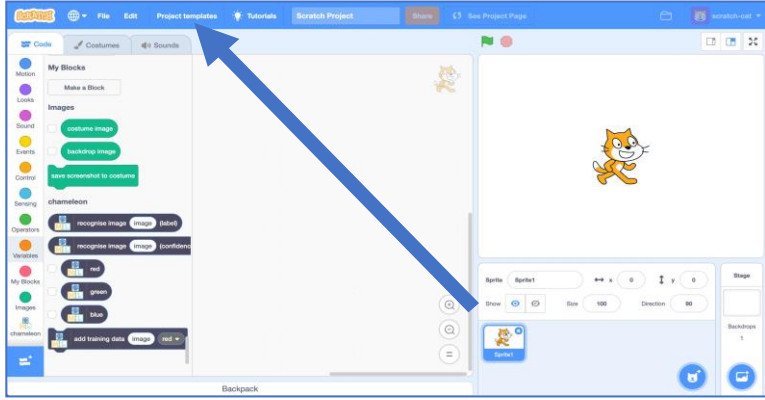 SCRATCH File Edit Project templates Tutorials Scratch Project Share See Project Page scratch-cat
Code Costumes Sounds
Motion
Looks
Sound
Events
Control
Sensing
Operators
Variables
My Blocks
Images
chameleon
My Blocks
Make a Block
Images
costume image
backdrop image
save screenshot to costume
chameleon
recognise image image (label)
recognise image image (confidenc
red
green
blue
add training data image red
Sprite Sprite1 x 0 y 0
Show Size 100 Direction 90
Sprite1
Stage
Backdrops
1
Backpack